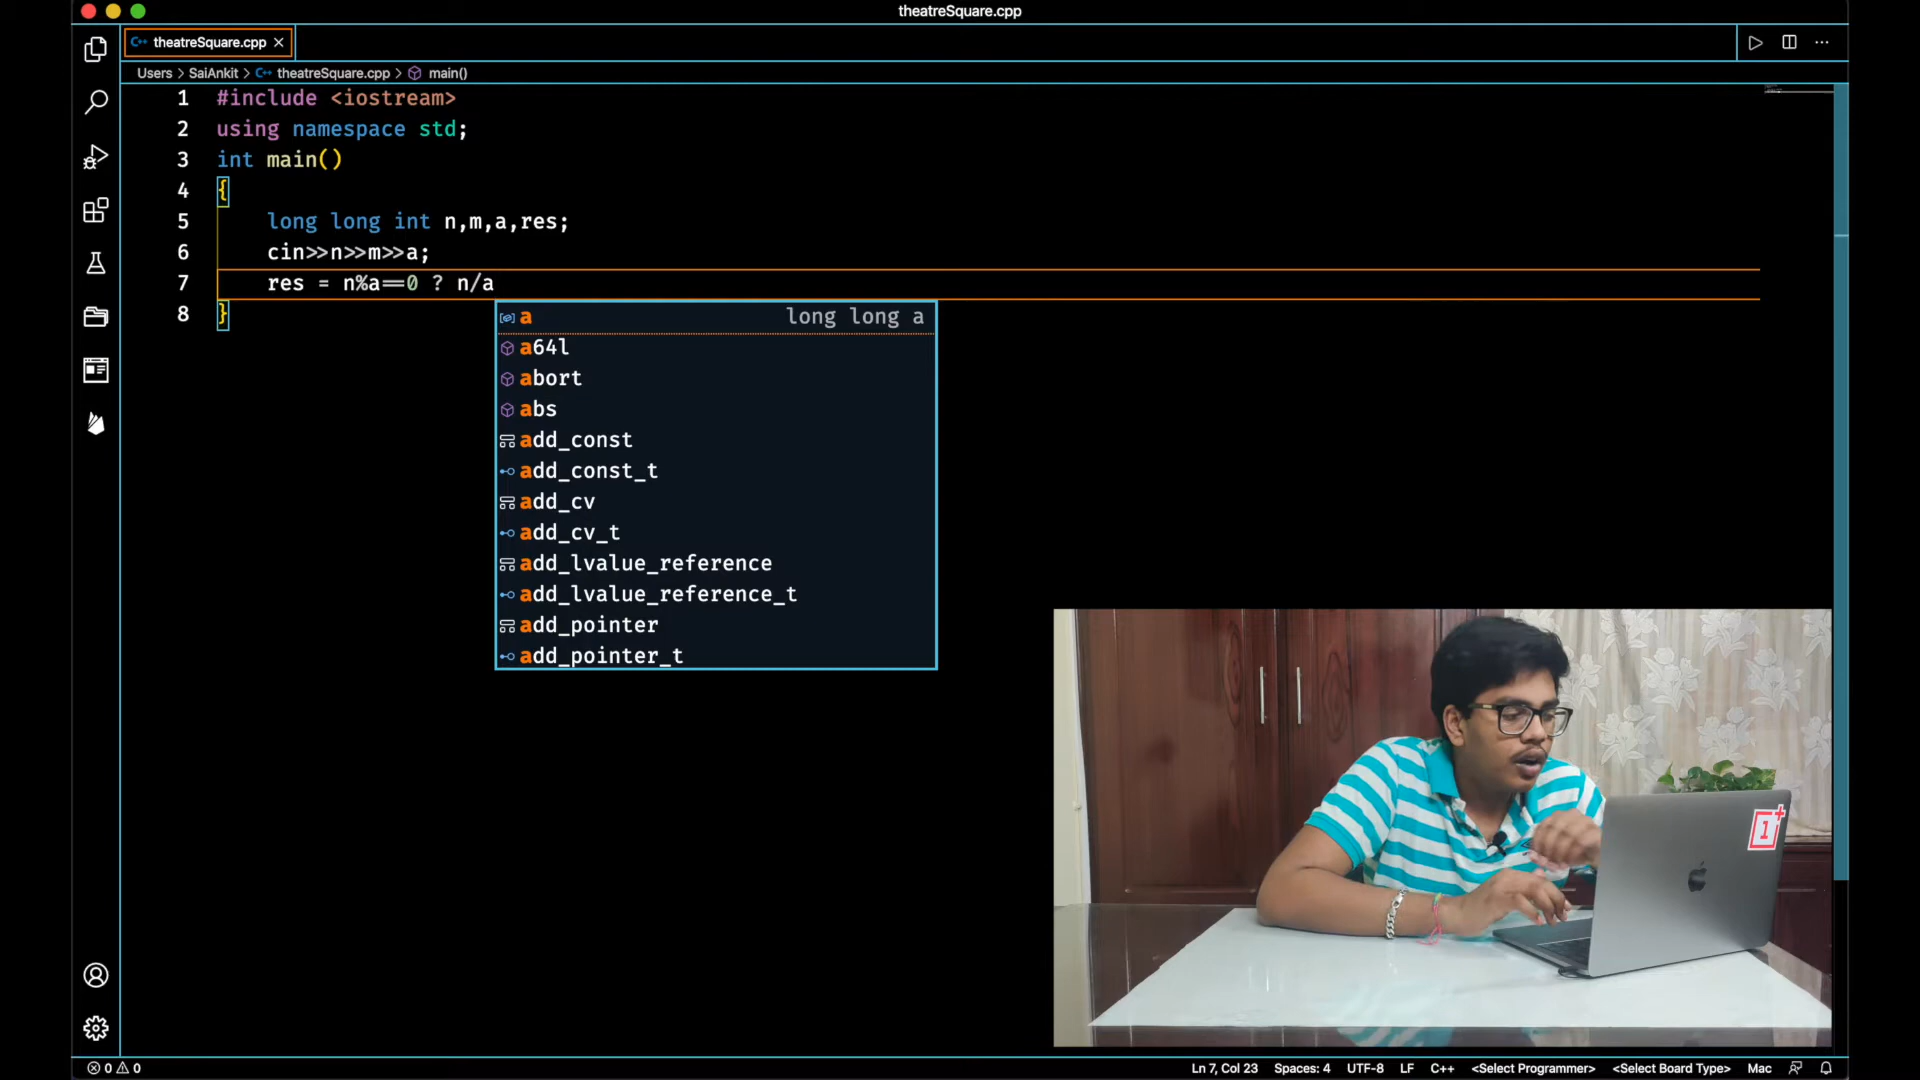 theatreSquare.cpp
C++ theatreSquare.cpp ×
Users > SaiAnkit > C++ theatreSquare.cpp > main()
1 #include <iostream>
2 using namespace std;
3 int main()
4 {
5 long long int n,m,a,res;
6 cin>>n>>m>>a;
7 res = n%a==0 ? n/a
8 }
a long long a
a64l
abort
abs
add_const
add_const_t
add_cv
add_cv_t
add_lvalue_reference
add_lvalue_reference_t
add_pointer
add_pointer_t
1+
0 0 Ln 7, Col 23 Spaces: 4 UTF-8 LF C++ <Select Programmer> <Select Board Type> Mac